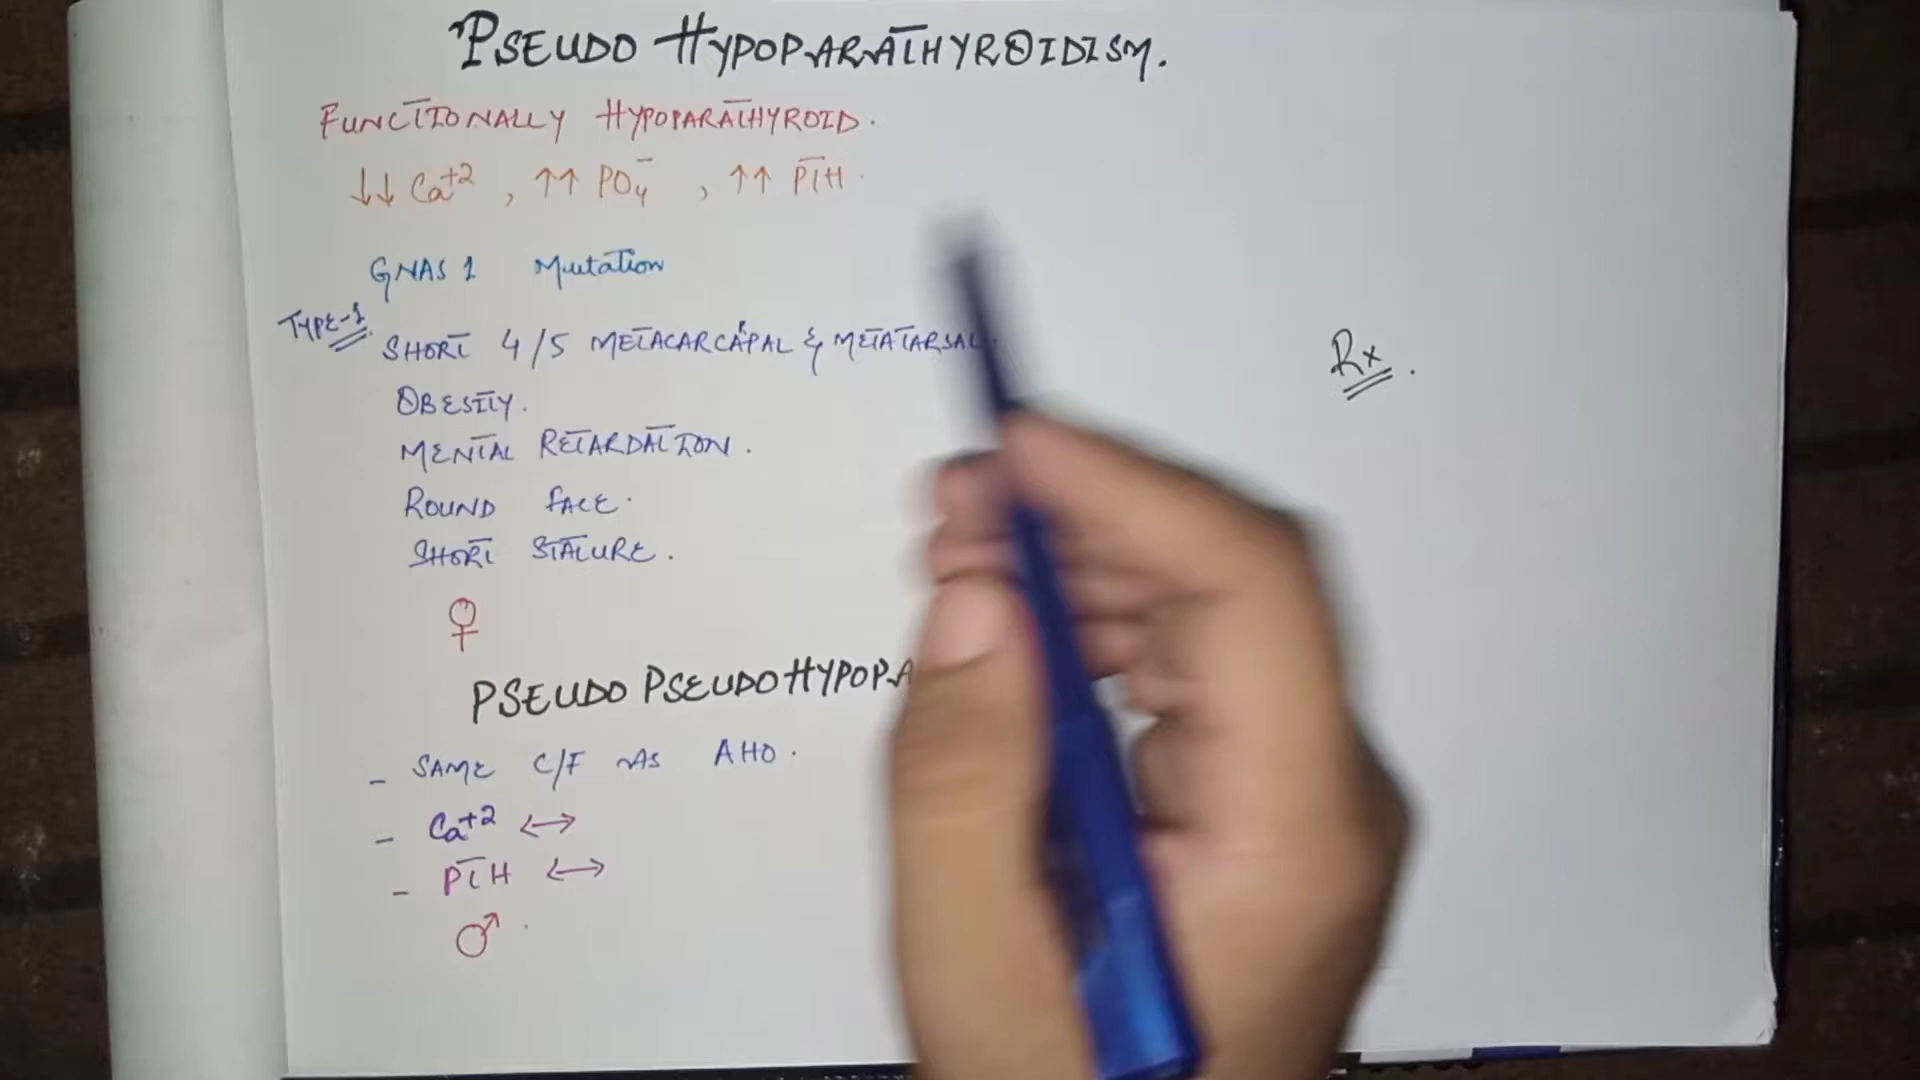 PSEUDO HYPOPARATHYROIDISM.
FUNCTIONALLY HYPOPARATHYROID.
↓↓ Ca+2 , ↑↑ PO4- , ↑↑ PTH.
GNAS 1 Mutation
TYPE-1
SHORT 4/5 METACARCAPAL & METATARSAL.
Rx.
OBESITY.
MENTAL RETARDATION.
ROUND FACE.
SHORT STATURE.
♀
PSEUDO PSEUDOHYPOPA
- SAME C/F AS AHO.
- Ca+2 ↔
- PTH ↔
♂